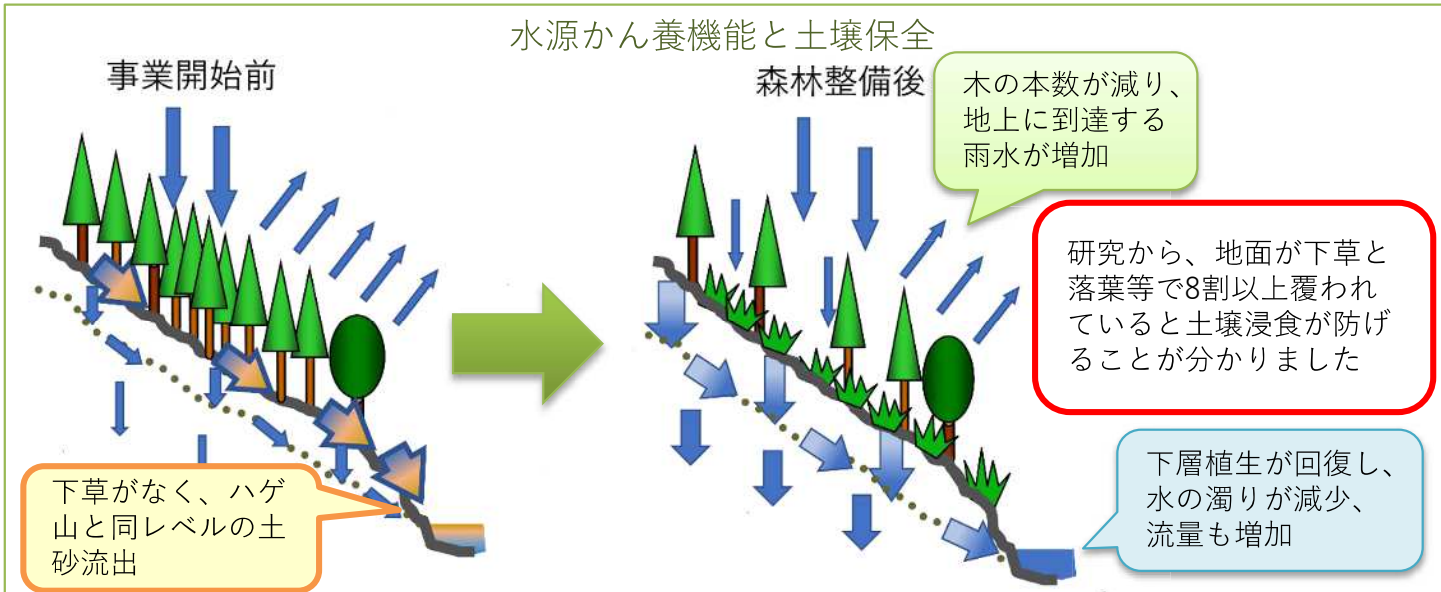 水源かん養機能と土壌保全
事業開始前
森林整備後
木の本数が減り、
地上に到達する
雨水が増加
研究から、地面が下草と
落葉等で8割以上覆われ
ていると土壌浸食が防げ
ることが分かりました
下草がなく、ハゲ
山と同レベルの土
砂流出
下層植生が回復し、
水の濁りが減少、
流量も増加